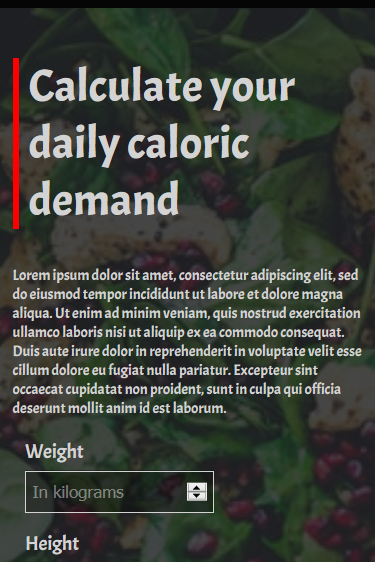 Calculate your
daily caloric
demand
Lorem ipsum dolor sit amet, consectetur adipiscing elit, sed
do eiusmod tempor incididunt ut labore et dolore magna
aliqua. Ut enim ad minim veniam, quis nostrud exercitation
ullamco laboris nisi ut aliquip ex ea commodo consequat.
Duis aute irure dolor in reprehenderit in voluptate velit esse
cillum dolore eu fugiat nulla pariatur. Excepteur sint
occaecat cupidatat non proident, sunt in culpa qui officia
deserunt mollit anim id est laborum.
Weight
In kilograms
Height